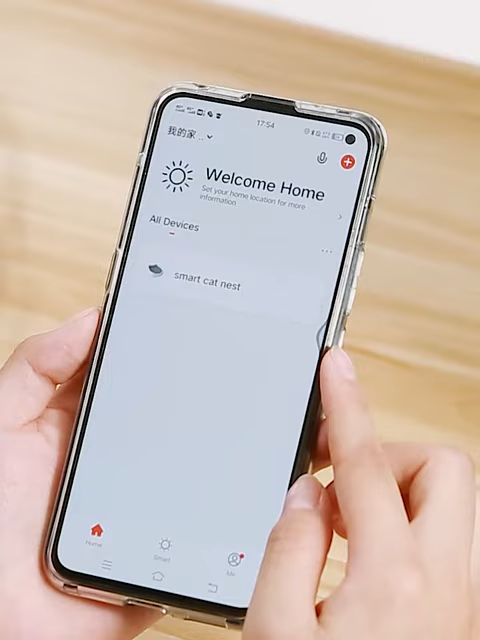 17:54
我的家 ..
Welcome Home
Set your home location for more
information
All Devices
...
smart cat nest
Home
Smart
Me